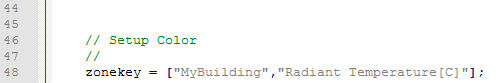 44
45
46 // Setup Color
47 //
48 zonekey = ["MyBuilding","Radiant Temperature[C]"];